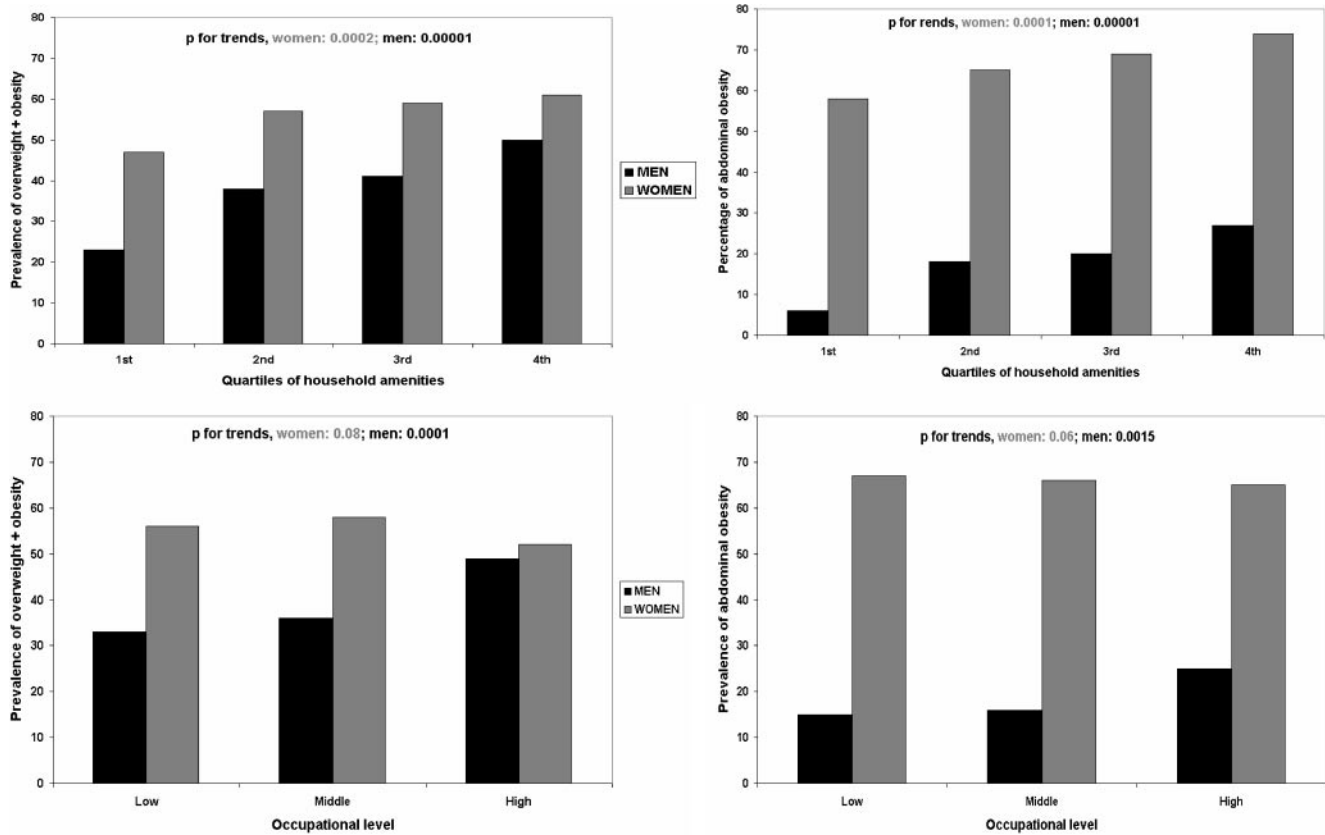 p for trends, women: 0.0002; men: 0.00001
Prevalence of overweight + obesity
80
70
60
50
40
30
20
10
0
1st 2nd 3rd 4th
Quartiles of household amenities
MEN
WOMEN
p for rends, women: 0.0001; men: 0.00001
Percentage of abdominal obesity
80
70
60
50
40
30
20
10
0
1st 2nd 3rd 4th
Quartiles of household amenities
p for trends, women: 0.08; men: 0.0001
Prevalence of overweight + obesity
80
70
60
50
40
30
20
10
0
Low Middle High
Occupational level
MEN
WOMEN
p for trends, women: 0.06; men: 0.0015
Prevalence of abdominal obesity
80
70
60
50
40
30
20
10
0
Low Middle High
Occupational level